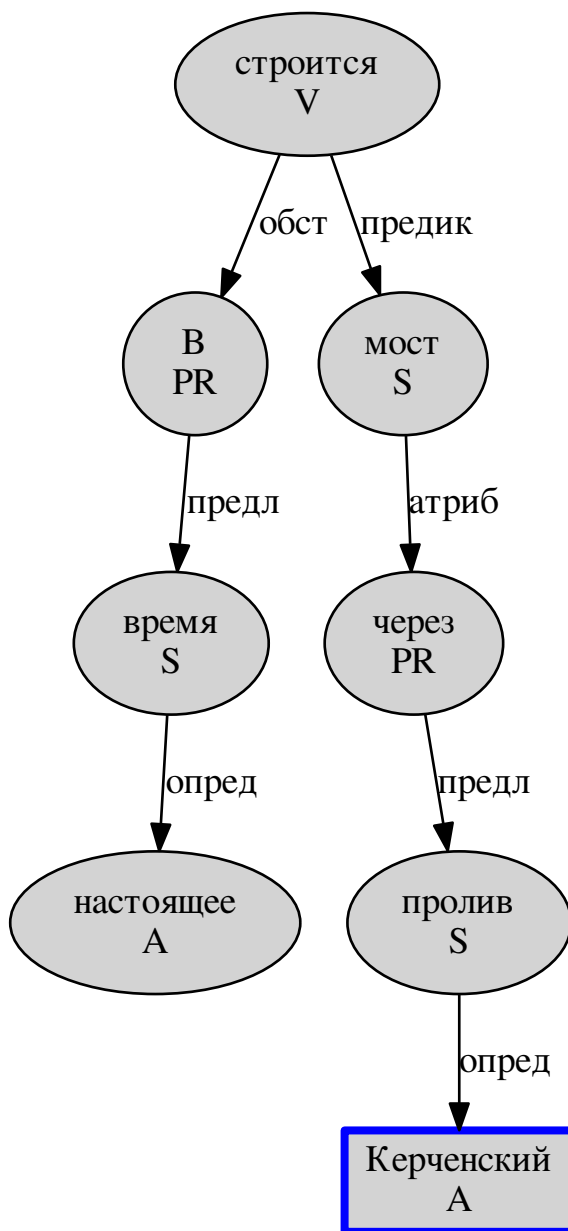 строится
V
обст
предик
В
PR
мост
S
предл
атриб
время
S
через
PR
опред
предл
настоящее
A
пролив
S
опред
Керченский
A